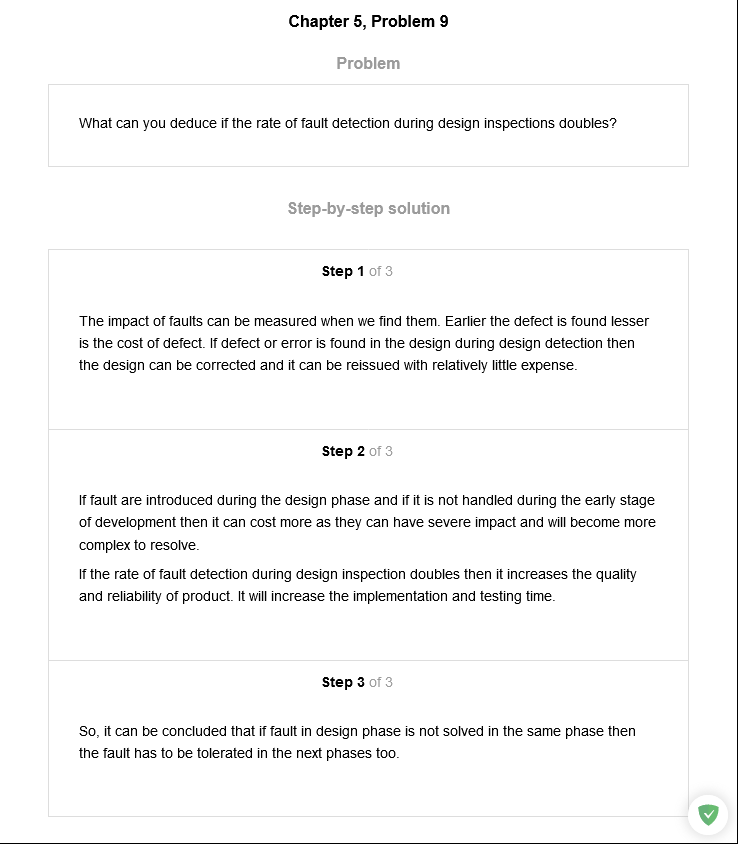 Chapter 5, Problem 9
Problem
What can you deduce if the rate of fault detection during design inspections doubles?
Step-by-step solution
Step 1 of 3
The impact of faults can be measured when we find them. Earlier the defect is found lesser
is the cost of defect. If defect or error is found in the design during design detection then
the design can be corrected and it can be reissued with relatively little expense.
Step 2 of 3
If fault are introduced during the design phase and if it is not handled during the early stage
of development then it can cost more as they can have severe impact and will become more
complex to resolve.
If the rate of fault detection during design inspection doubles then it increases the quality
and reliability of product. It will increase the implementation and testing time.
Step 3 of 3
So, it can be concluded that if fault in design phase is not solved in the same phase then
the fault has to be tolerated in the next phases too.